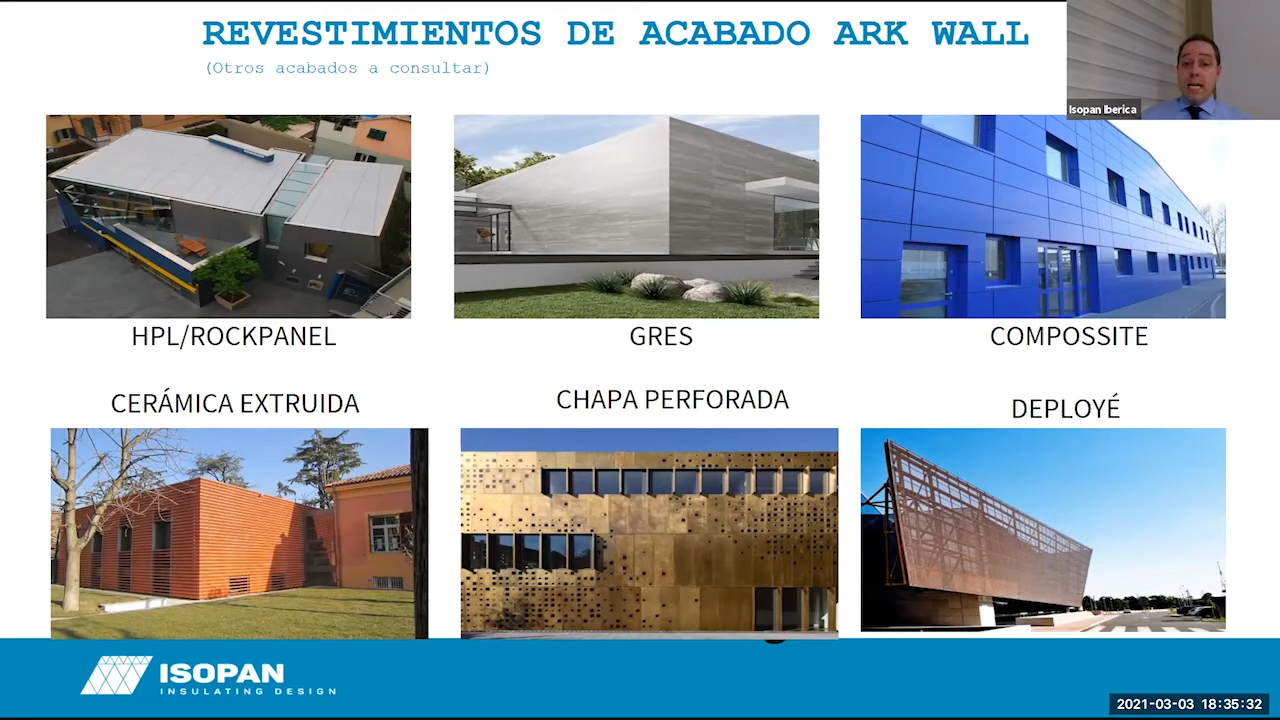 REVESTIMIENTOS DE ACABADO ARK WALL
(Otros acabados a consultar)
Isopan Iberica
HPL/ROCKPANEL
GRES
COMPOSSITE
CERÁMICA EXTRUIDA
CHAPA PERFORADA
DEPLOYÉ
ISOPAN
INSULATING DESIGN
2021-03-03 18:35:32